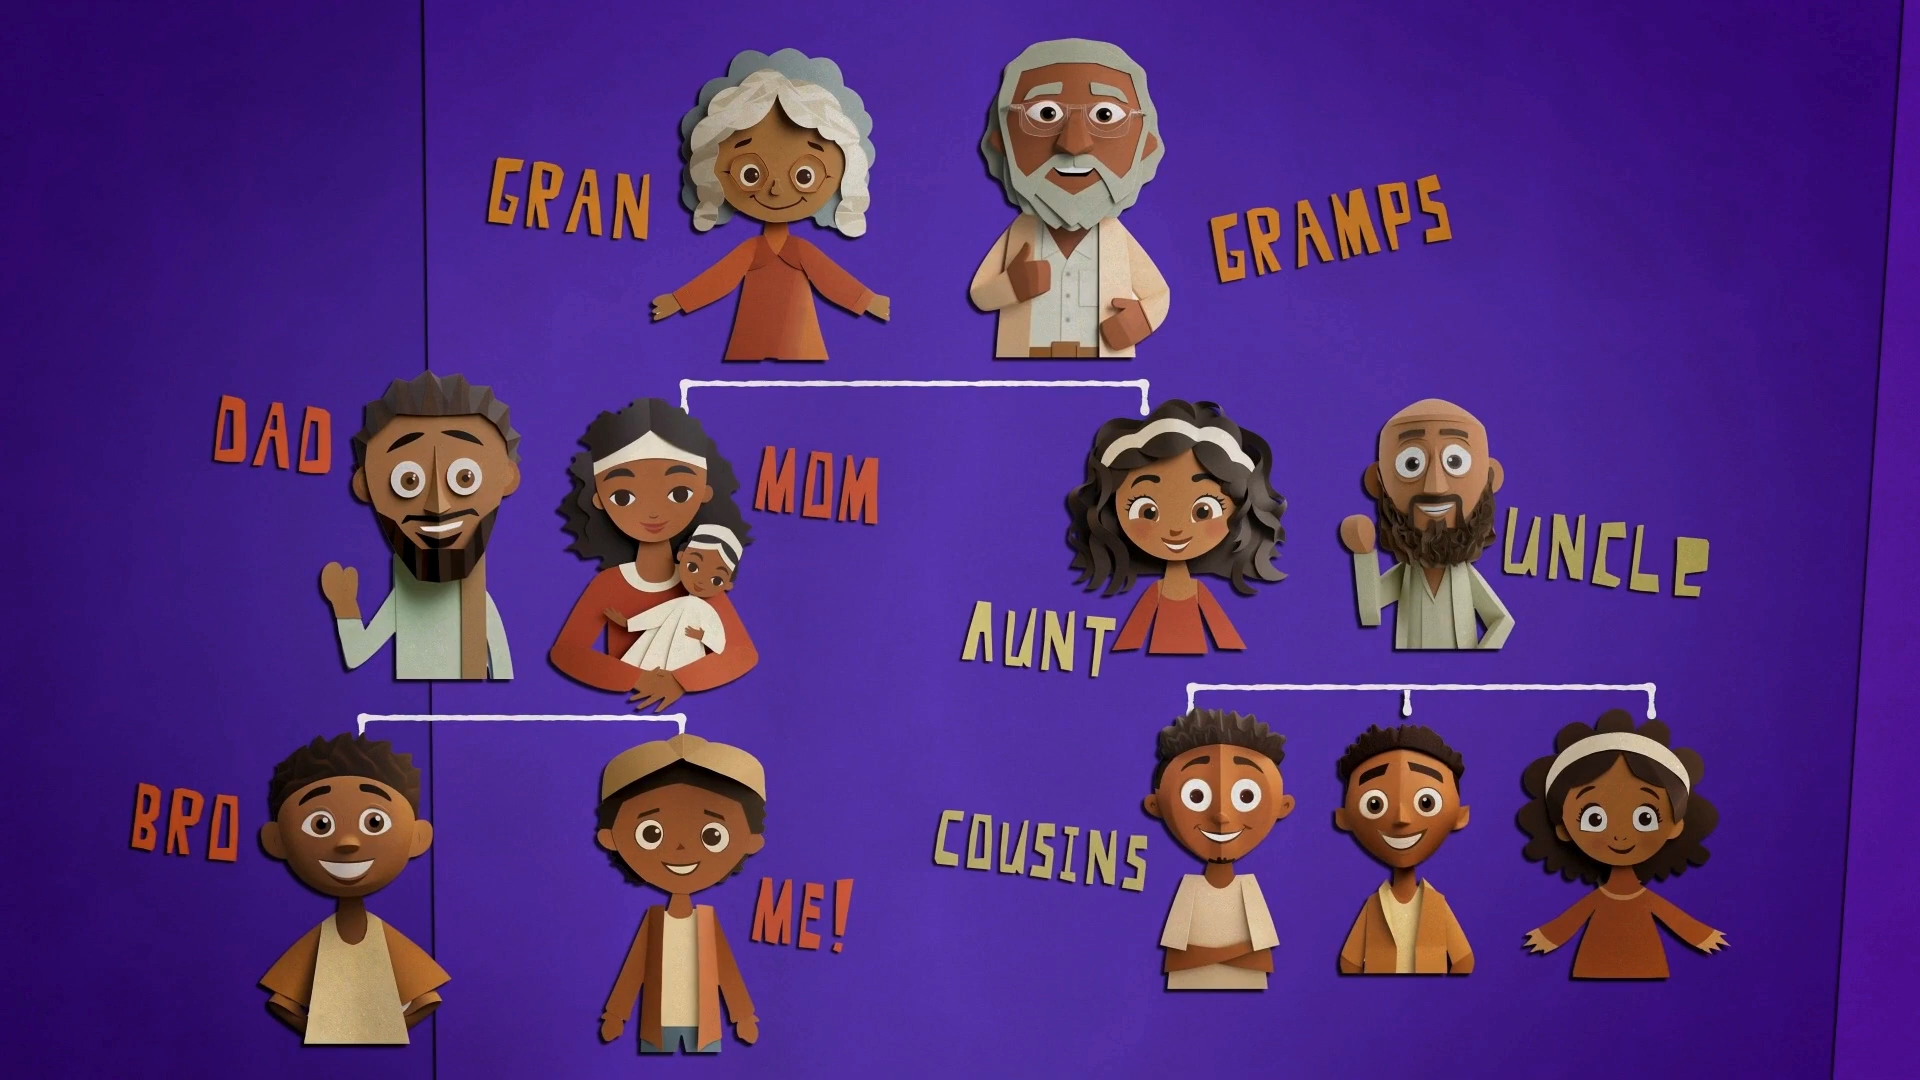 GRAN
GRAMPS
DAD
MOM
AUNT
UNCLe
BRO
ME!
COUSINS